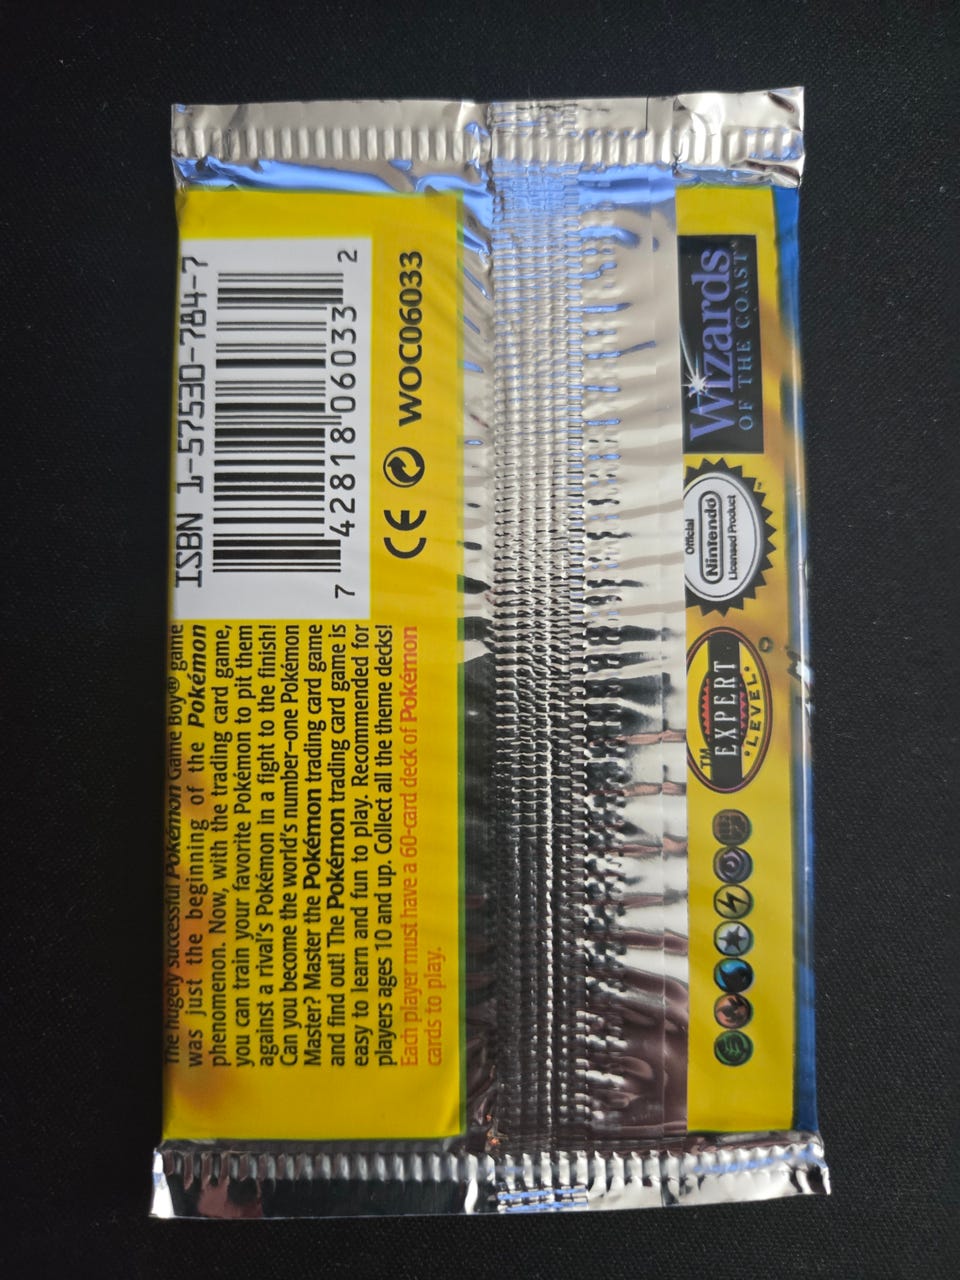 ISBN 1-57530-784-7
7 42818 06033 2
CE WOC06033
The hugely successful Pokémon Game Boy® game
was just the beginning of the Pokémon
phenomenon. Now, with the trading card game,
you can train your favorite Pokémon to pit them
against a rival's Pokémon in a fight to the finish!
Can you become the world's number-one Pokémon
Master? Master the Pokémon trading card game
and find out! The Pokémon trading card game is
easy to learn and fun to play. Recommended for
players ages 10 and up. Collect all the theme decks!
Each player must have a 60-card deck of Pokémon
cards to play.
Wizards
OF THE COAST
Official
Nintendo
Licensed Product
™
EXPERT
LEVEL
TM